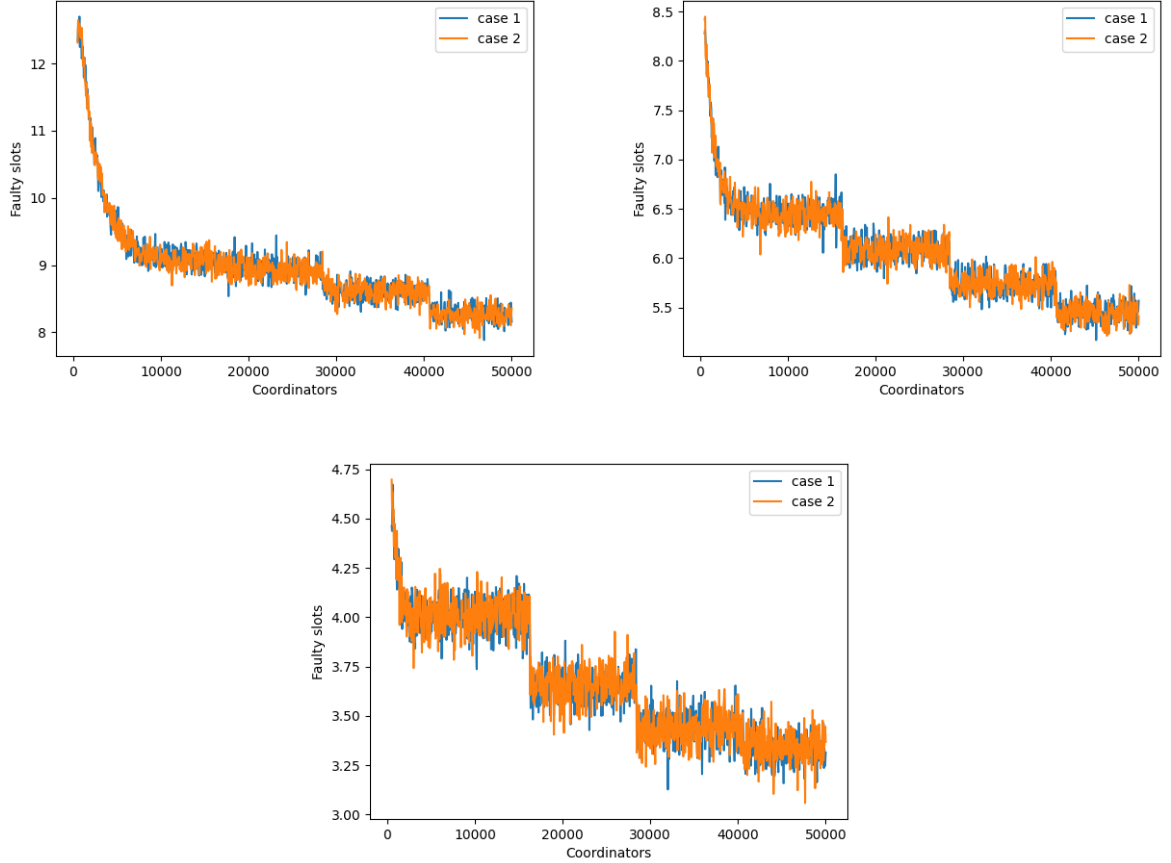 case 1
case 2
12
11
10
9
8
Faulty slots
0 10000 20000 30000 40000 50000
Coordinators
case 1
case 2
8.5
8.0
7.5
7.0
6.5
6.0
5.5
Faulty slots
0 10000 20000 30000 40000 50000
Coordinators
case 1
case 2
4.75
4.50
4.25
4.00
3.75
3.50
3.25
3.00
Faulty slots
0 10000 20000 30000 40000 50000
Coordinators